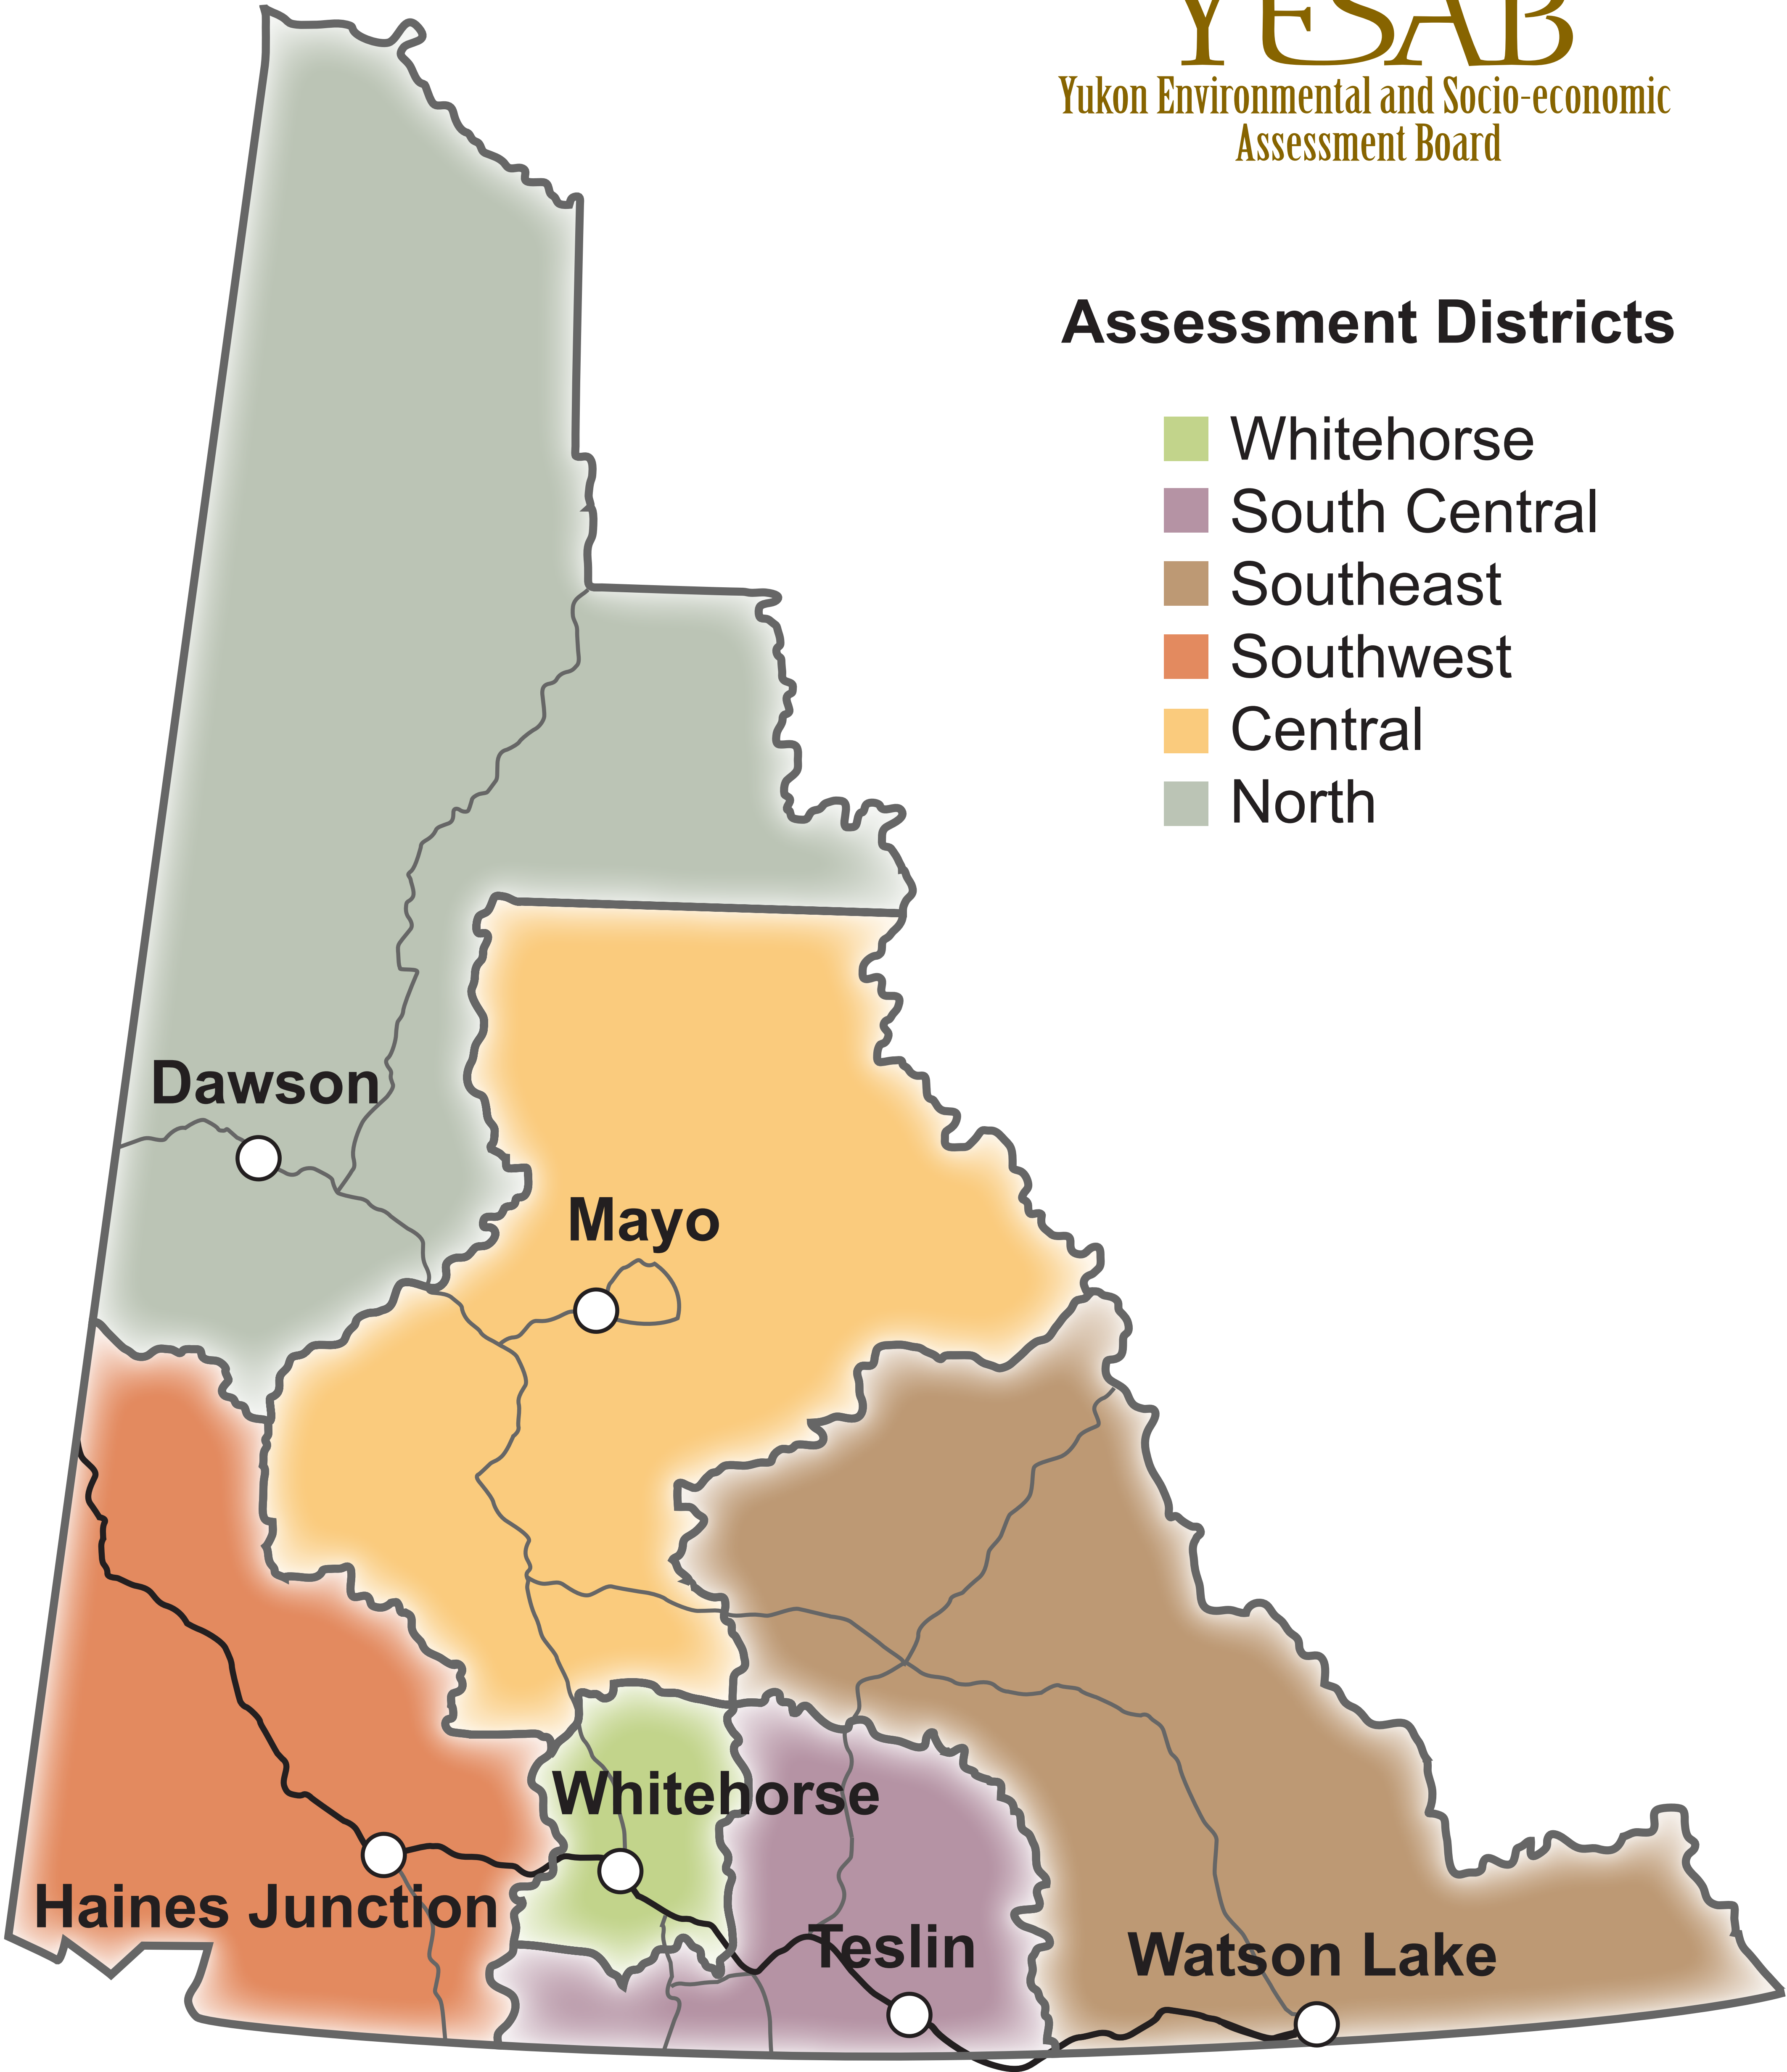 YESAB
Yukon Environmental and Socio-economic
Assessment Board
Assessment Districts
Whitehorse
South Central
Southeast
Southwest
Central
North
Dawson
Mayo
Whitehorse
Haines Junction
Teslin
Watson Lake